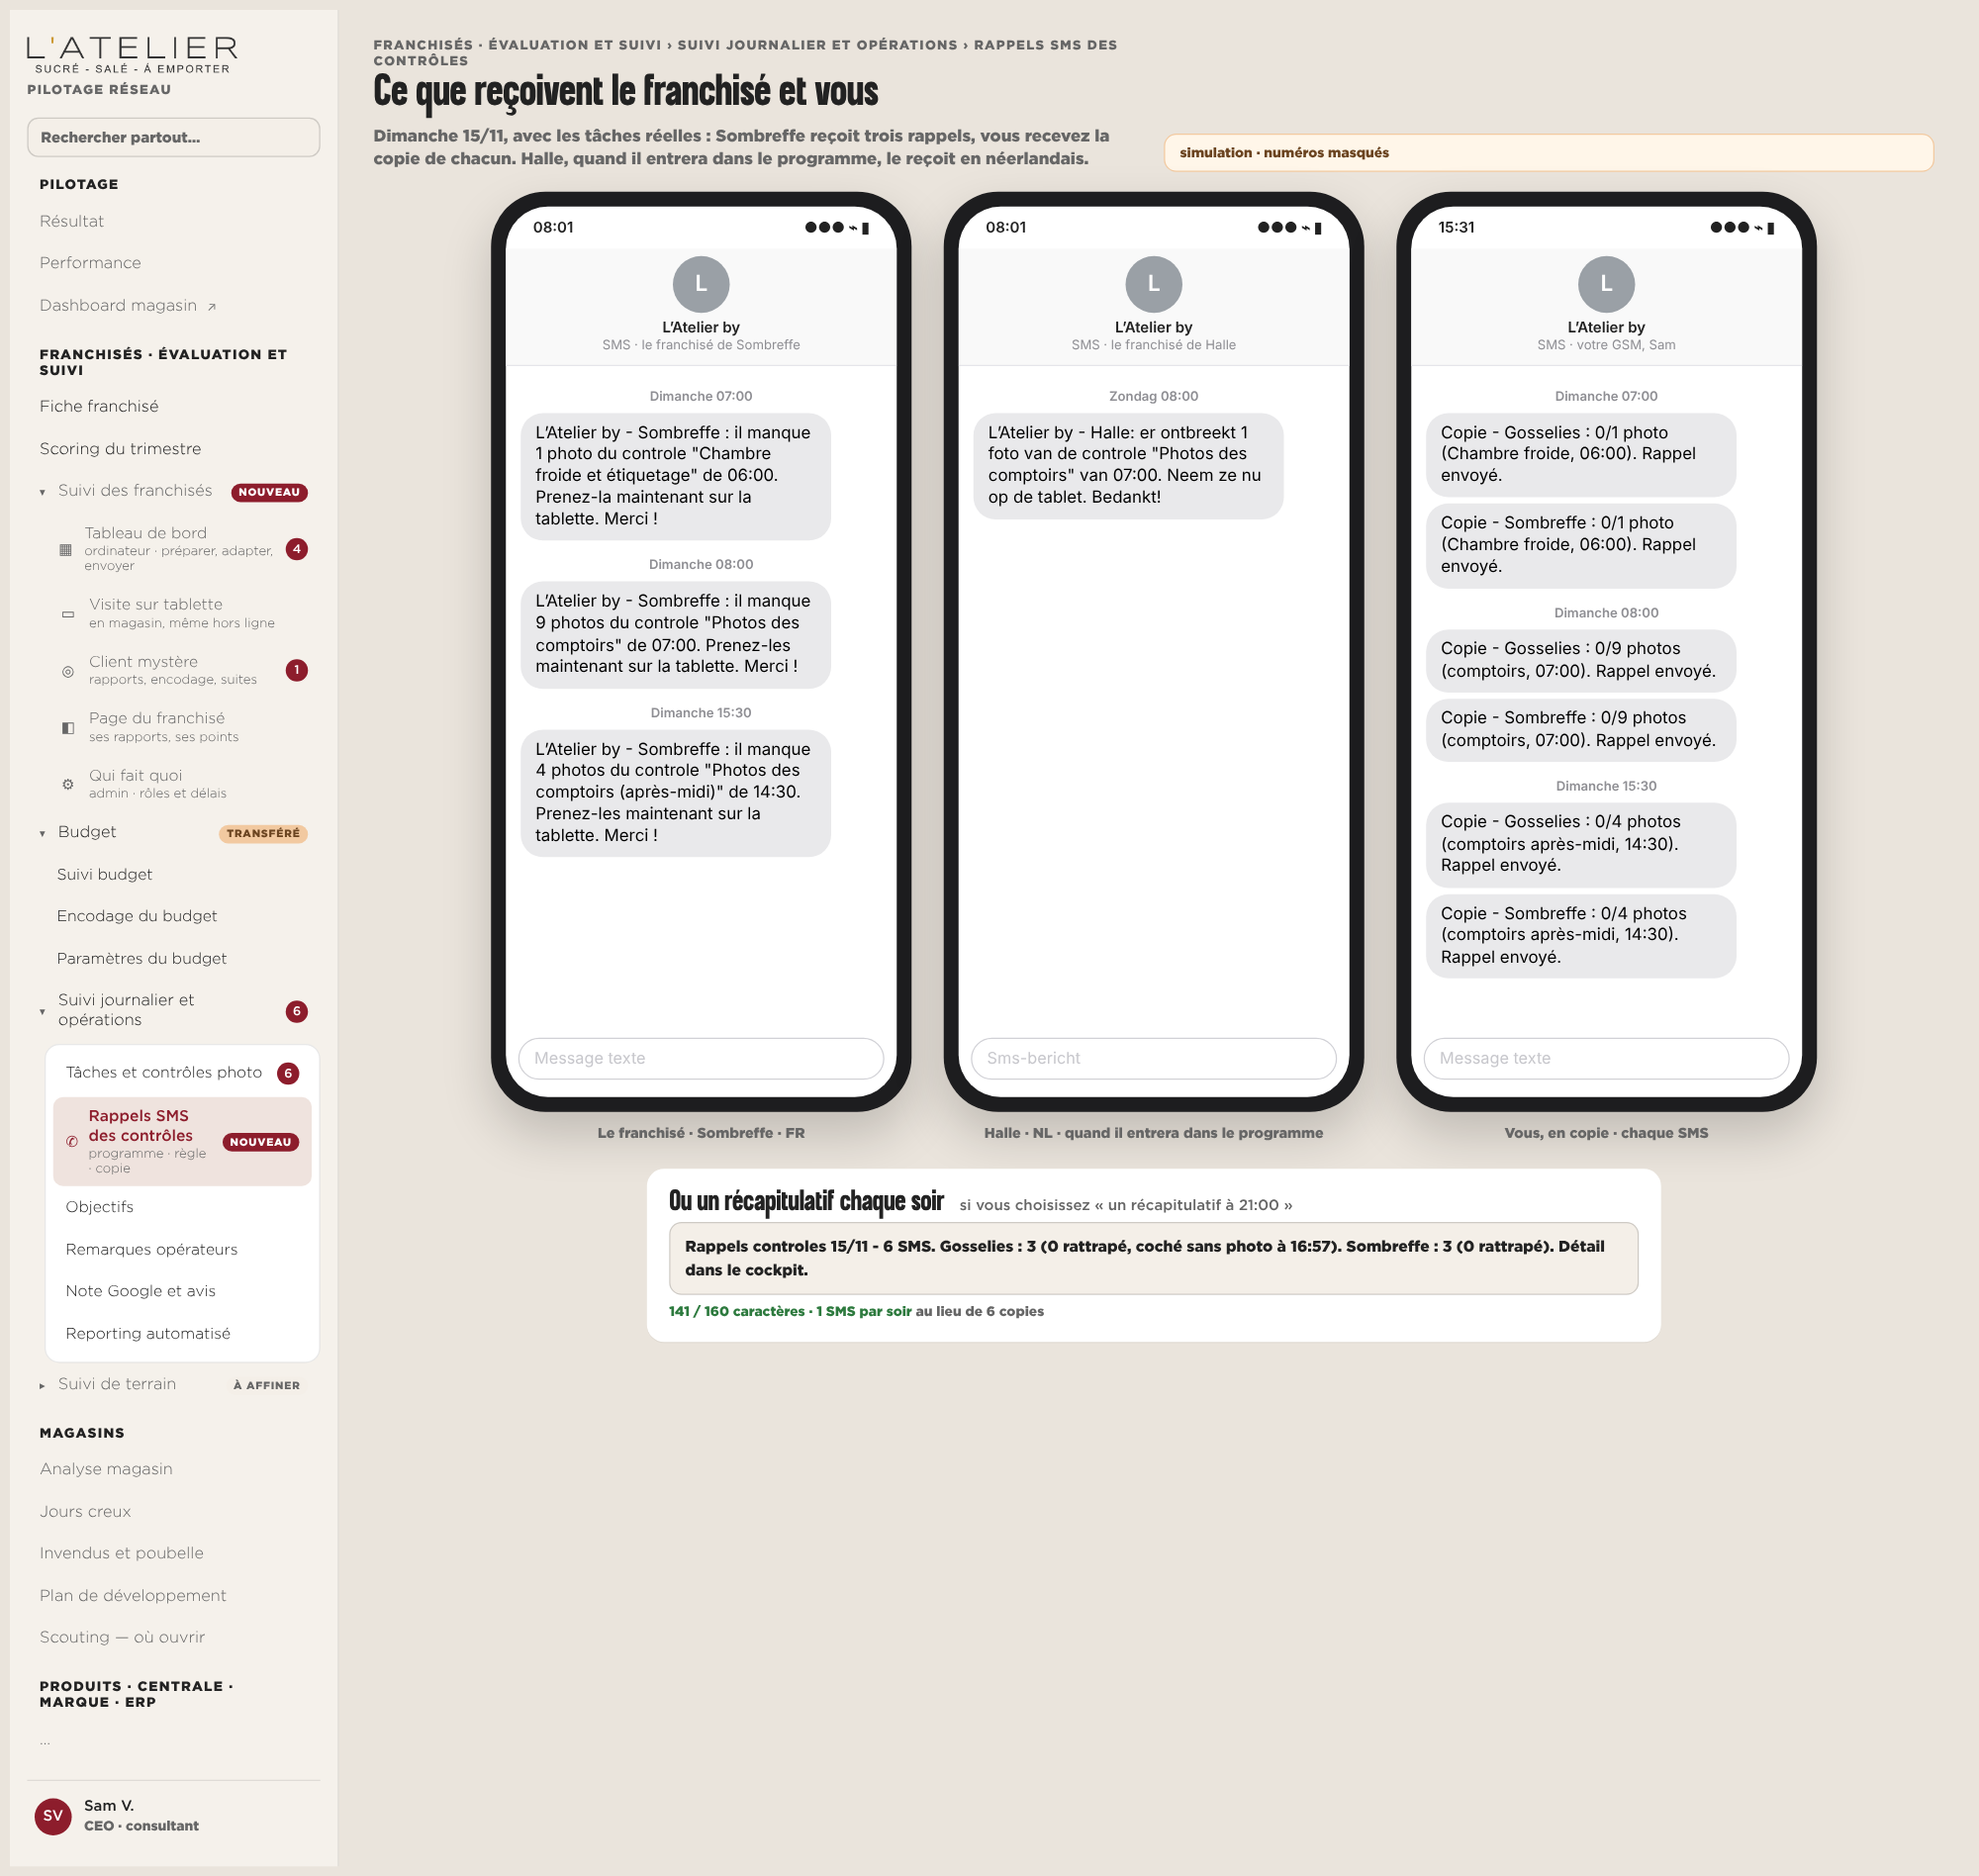 L'ATELIER
SUCRÉ - SALÉ - Á EMPORTER
PILOTAGE RÉSEAU
Rechercher partout...
PILOTAGE
Résultat
Performance
Dashboard magasin ↗
FRANCHISÉS · ÉVALUATION ET
SUIVI
Fiche franchisé
Scoring du trimestre
▾ Suivi des franchisés NOUVEAU
Tableau de bord
ordinateur · préparer, adapter,
envoyer
4
Visite sur tablette
en magasin, même hors ligne
Client mystère
rapports, encodage, suites
1
Page du franchisé
ses rapports, ses points
Qui fait quoi
admin · rôles et délais
▾ Budget TRANSFÉRÉ
Suivi budget
Encodage du budget
Paramètres du budget
▾ Suivi journalier et
opérations
6
Tâches et contrôles photo 6
Rappels SMS
des contrôles
NOUVEAU
programme · règle
· copie
Objectifs
Remarques opérateurs
Note Google et avis
Reporting automatisé
▸ Suivi de terrain À AFFINER
MAGASINS
Analyse magasin
Jours creux
Invendus et poubelle
Plan de développement
Scouting — où ouvrir
PRODUITS · CENTRALE ·
MARQUE · ERP
...
SV
Sam V.
CEO · consultant
FRANCHISÉS · ÉVALUATION ET SUIVI › SUIVI JOURNALIER ET OPÉRATIONS › RAPPELS SMS DES
CONTRÔLES
Ce que reçoivent le franchisé et vous
Dimanche 15/11, avec les tâches réelles : Sombreffe reçoit trois rappels, vous recevez la
copie de chacun. Halle, quand il entrera dans le programme, le reçoit en néerlandais.
simulation · numéros masqués
08:01
L
L'Atelier by
SMS · le franchisé de Sombreffe
Dimanche 07:00
L'Atelier by - Sombreffe : il manque
1 photo du controle "Chambre
froide et étiquetage" de 06:00.
Prenez-la maintenant sur la
tablette. Merci !
Dimanche 08:00
L'Atelier by - Sombreffe : il manque
9 photos du controle "Photos des
comptoirs" de 07:00. Prenez-les
maintenant sur la tablette. Merci !
Dimanche 15:30
L'Atelier by - Sombreffe : il manque
4 photos du controle "Photos des
comptoirs (après-midi)" de 14:30.
Prenez-les maintenant sur la
tablette. Merci !
Message texte
Le franchisé · Sombreffe · FR
08:01
L
L'Atelier by
SMS · le franchisé de Halle
Zondag 08:00
L'Atelier by - Halle: er ontbreekt 1
foto van de controle "Photos des
comptoirs" van 07:00. Neem ze nu
op de tablet. Bedankt!
Sms-bericht
Halle · NL · quand il entrera dans le programme
15:31
L
L'Atelier by
SMS · votre GSM, Sam
Dimanche 07:00
Copie - Gosselies : 0/1 photo
(Chambre froide, 06:00). Rappel
envoyé.
Copie - Sombreffe : 0/1 photo
(Chambre froide, 06:00). Rappel
envoyé.
Dimanche 08:00
Copie - Gosselies : 0/9 photos
(comptoirs, 07:00). Rappel envoyé.
Copie - Sombreffe : 0/9 photos
(comptoirs, 07:00). Rappel envoyé.
Dimanche 15:30
Copie - Gosselies : 0/4 photos
(comptoirs après-midi, 14:30).
Rappel envoyé.
Copie - Sombreffe : 0/4 photos
(comptoirs après-midi, 14:30).
Rappel envoyé.
Message texte
Vous, en copie · chaque SMS
Ou un récapitulatif chaque soir si vous choisissez « un récapitulatif à 21:00 »
Rappels controles 15/11 - 6 SMS. Gosselies : 3 (0 rattrapé, coché sans photo à 16:57). Sombreffe : 3 (0 rattrapé). Détail
dans le cockpit.
141 / 160 caractères · 1 SMS par soir au lieu de 6 copies